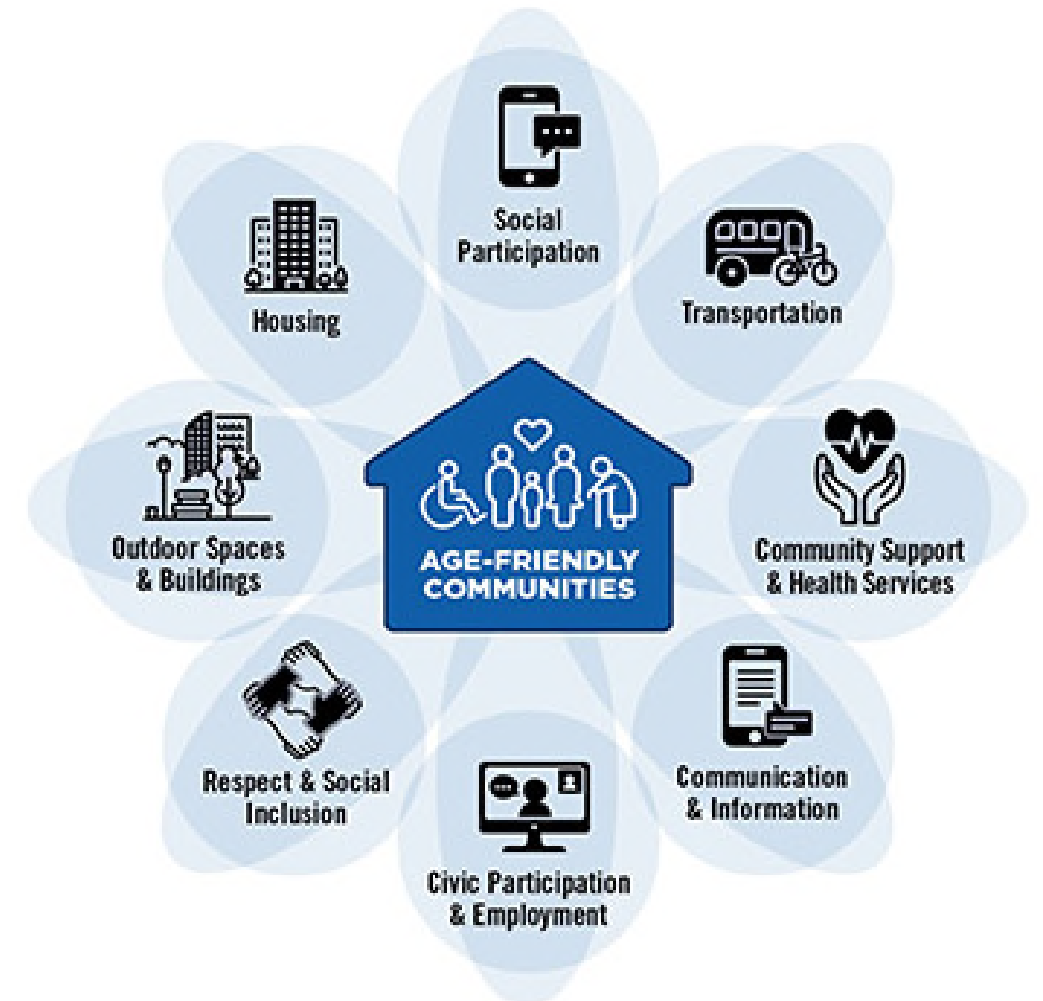 Social
Participation
Transportation
Housing
AGE-FRIENDLY
COMMUNITIES
Outdoor Spaces
& Buildings
Community Support
& Health Services
Respect & Social
Inclusion
Communication
& Information
Civic Participation
& Employment